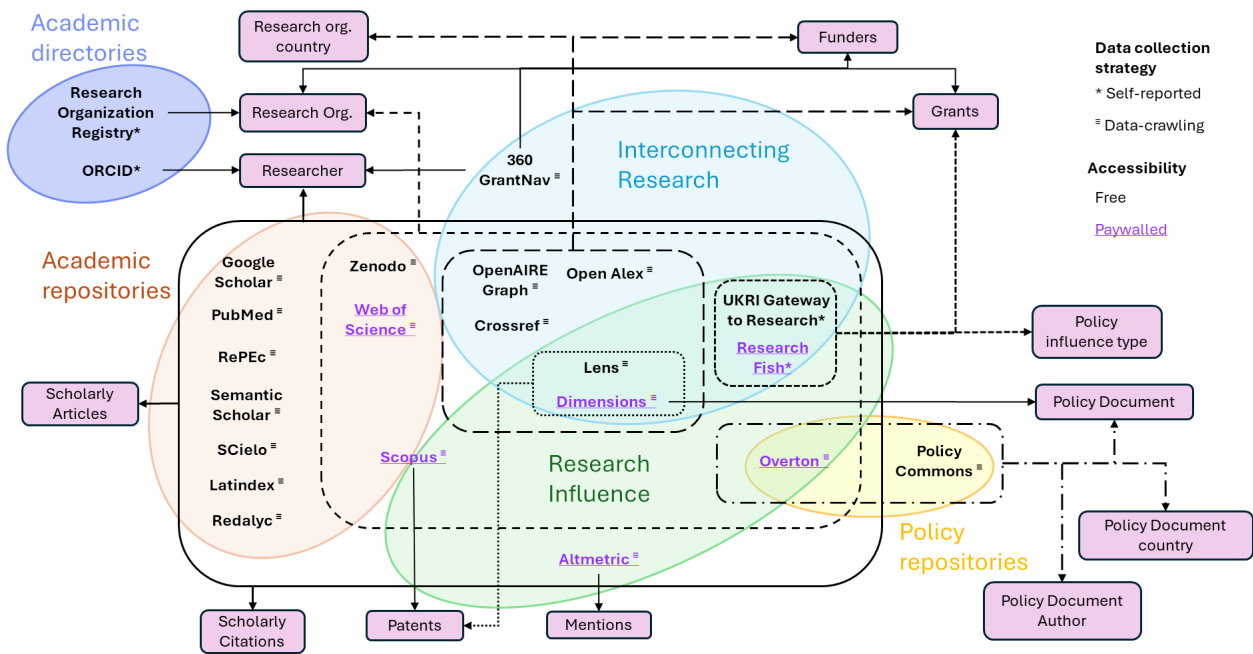 Academic
directories
Research org.
country
Funders
Data collection
strategy
* Self-reported
≡ Data-crawling
Accessibility
Free
Paywalled
Research
Organization
Registry*
ORCID*
Research Org.
Researcher
Grants
360
GrantNav ≡
Interconnecting
Research
Academic
repositories
Google
Scholar ≡
PubMed ≡
RePEc ≡
Semantic
Scholar ≡
SCielo ≡
Latindex ≡
Redalyc ≡
Zenodo ≡
Web of
Science ≡
Scopus ≡
OpenAIRE
Graph ≡
Open Alex ≡
Crossref ≡
Lens ≡
Dimensions ≡
UKRI Gateway
to Research*
Research
Fish*
Policy
influence type
Scholarly
Articles
Policy Document
Research
Influence
Overton ≡
Policy
Commons ≡
Policy
repositories
Policy Document
country
Altmetric ≡
Policy Document
Author
Scholarly
Citations
Patents
Mentions